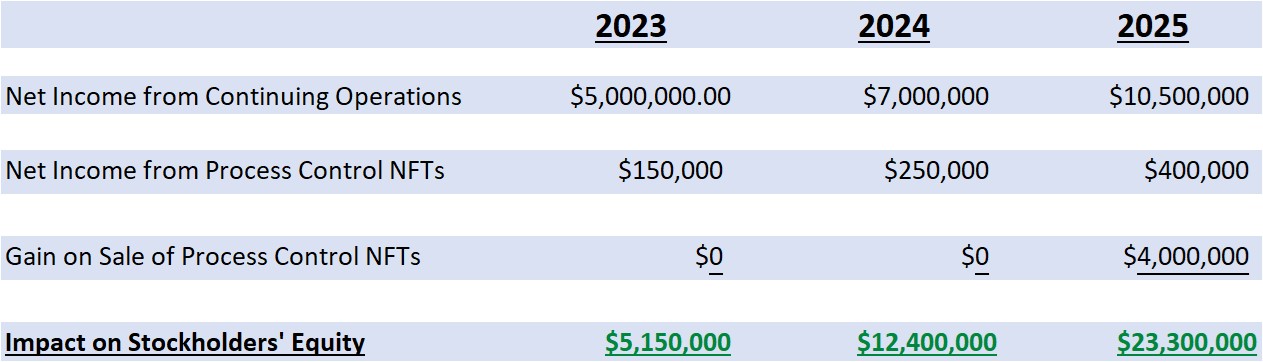 2023 2024 2025
Net Income from Continuing Operations $5,000,000.00 $7,000,000 $10,500,000
Net Income from Process Control NFTs $150,000 $250,000 $400,000
Gain on Sale of Process Control NFTs $0 $0 $4,000,000
Impact on Stockholders' Equity $5,150,000 $12,400,000 $23,300,000